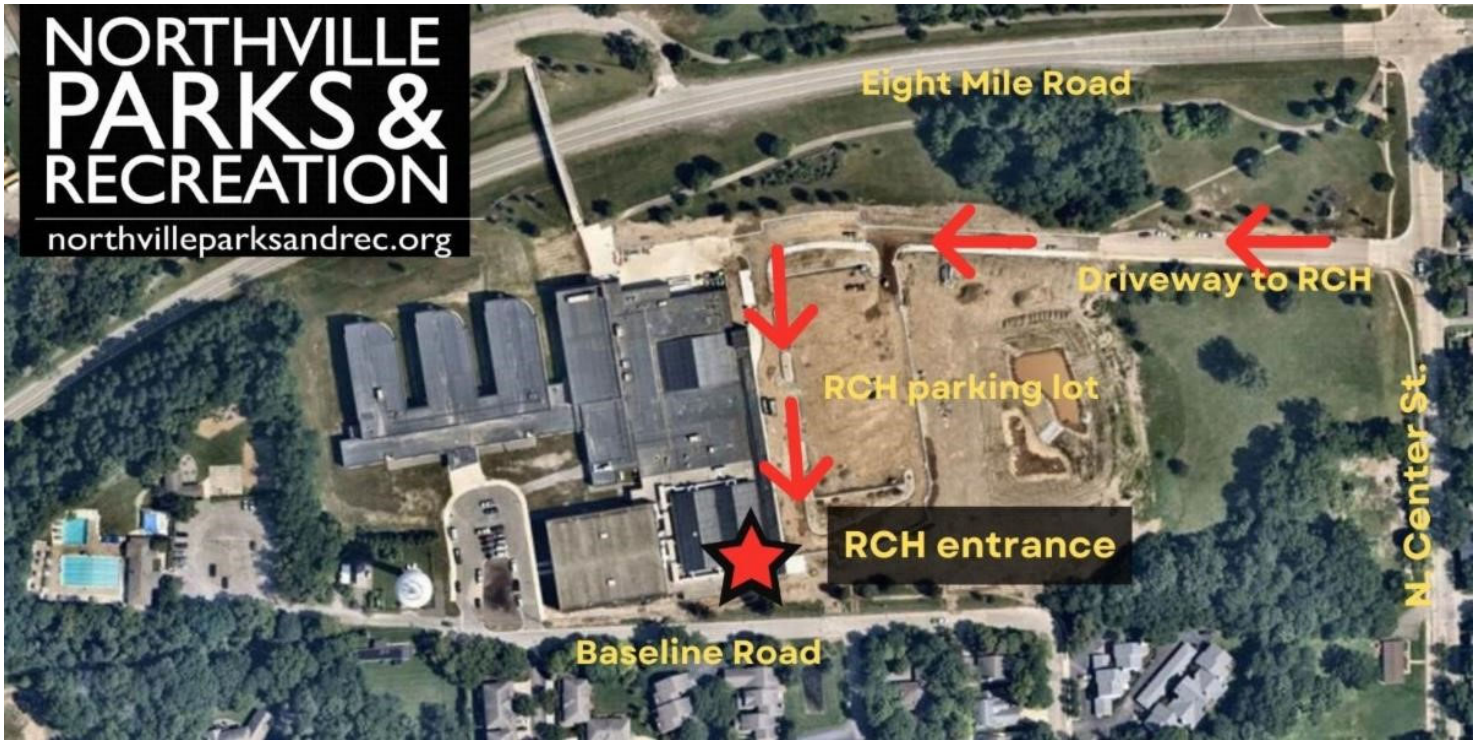 NORTHVILLE
PARKS &
RECREATION
northvilleparksandrec.org
Eight Mile Road
Driveway to RCH
RCH parking lot
N. Center St.
RCH entrance
Baseline Road